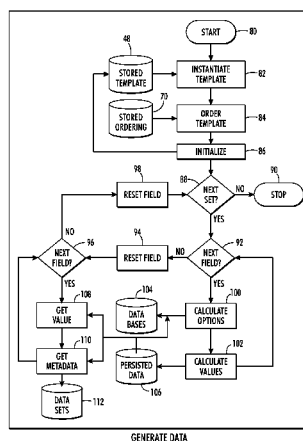 START
80
48
STORED
TEMPLATE
INSTANTIATE
TEMPLATE
82
70
STORED
ORDERING
ORDER
TEMPLATE
84
INITIALIZE
86
98
RESET FIELD
88
NEXT
SET?
NO
90
STOP
YES
NO
NEXT
FIELD?
96
94
RESET FIELD
NO
NEXT
FIELD?
92
YES
YES
108
GET
VALUE
104
DATA
BASES
100
CALCULATE
OPTIONS
110
GET
METADATA
PERSISTED
DATA
106
102
CALCULATE
VALUES
DATA
SETS
112
GENERATE DATA